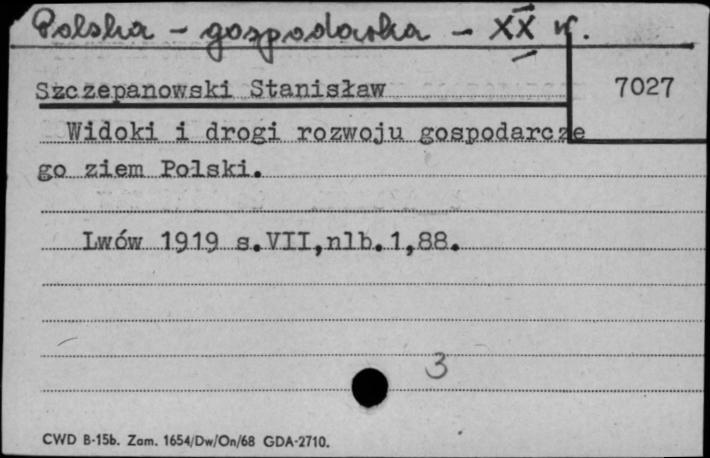 Polska - gospodarka - XX w.
Szczepanowski Stanisław
7027
Widoki i drogi rozwoju gospodarcze
go ziem Polski.
Lwów 1919 s.VII,nlb.1,88.
3
CWD B-15b. Zam. 1654/Dw/On/68 GDA-2710.